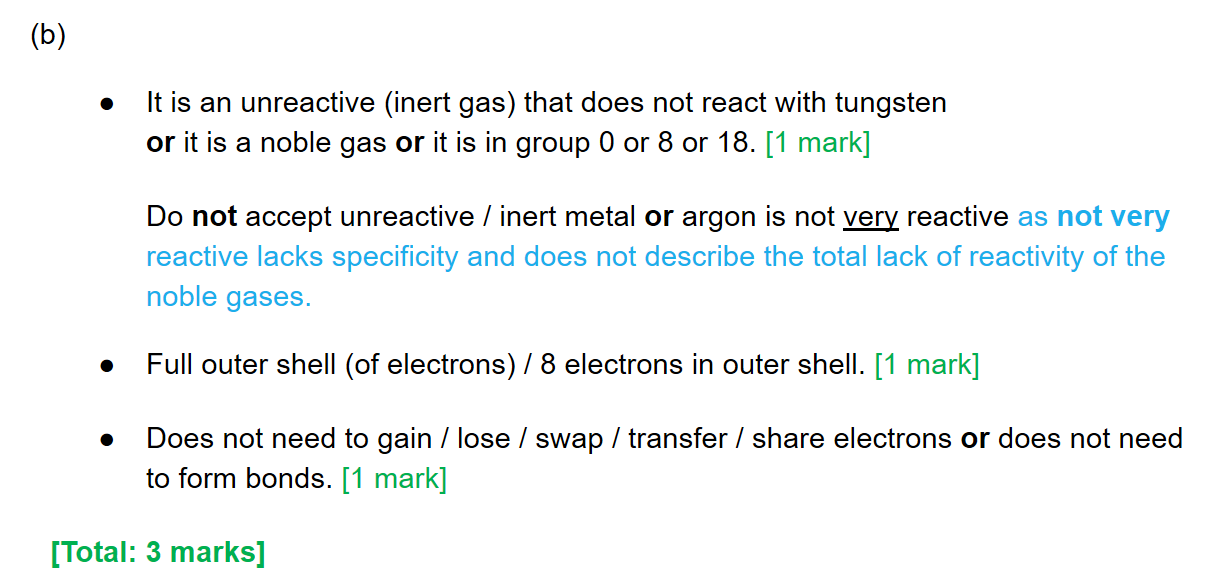 (b)
● It is an unreactive (inert gas) that does not react with tungsten
or it is a noble gas or it is in group 0 or 8 or 18. [1 mark]
Do not accept unreactive / inert metal or argon is not very reactive as not very
reactive lacks specificity and does not describe the total lack of reactivity of the
noble gases.
● Full outer shell (of electrons) / 8 electrons in outer shell. [1 mark]
● Does not need to gain / lose / swap / transfer / share electrons or does not need
to form bonds. [1 mark]
[Total: 3 marks]